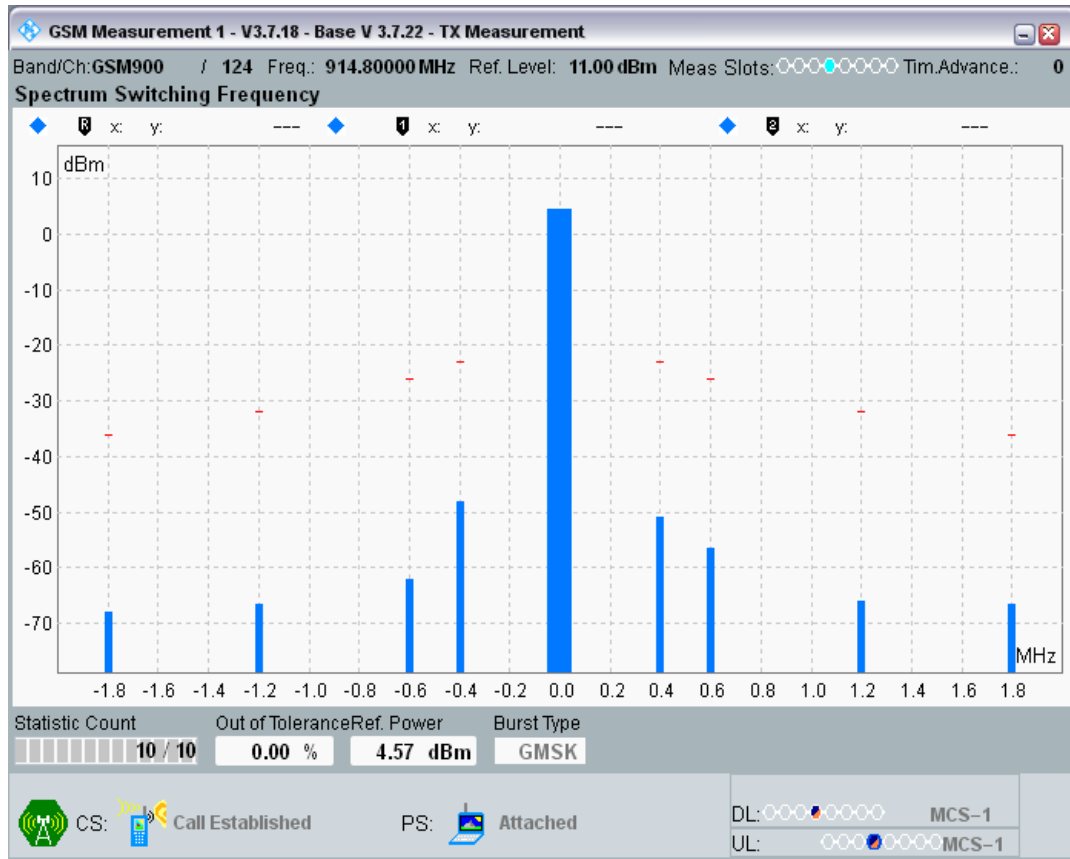 GSM Measurement 1 - V3.7.18 - Base V 3.7.22 - TX Measurement
Band/Ch:GSM900 / 124 Freq.: 914.80000 MHz Ref. Level: 11.00 dBm Meas Slots: Tim.Advance.: 0
Spectrum Switching Frequency
R x: y: --- 1 x: y: --- 2 x: y: ---
dBm
10
0
-10
-20
-30
-40
-50
-60
-70
MHz
-1.8 -1.6 -1.4 -1.2 -1.0 -0.8 -0.6 -0.4 -0.2 0.0 0.2 0.4 0.6 0.8 1.0 1.2 1.4 1.6 1.8
Statistic Count Out of Tolerance Ref. Power Burst Type
10 / 10 0.00 % 4.57 dBm GMSK
CS: Call Established PS: Attached
DL: MCS-1
UL: MCS-1